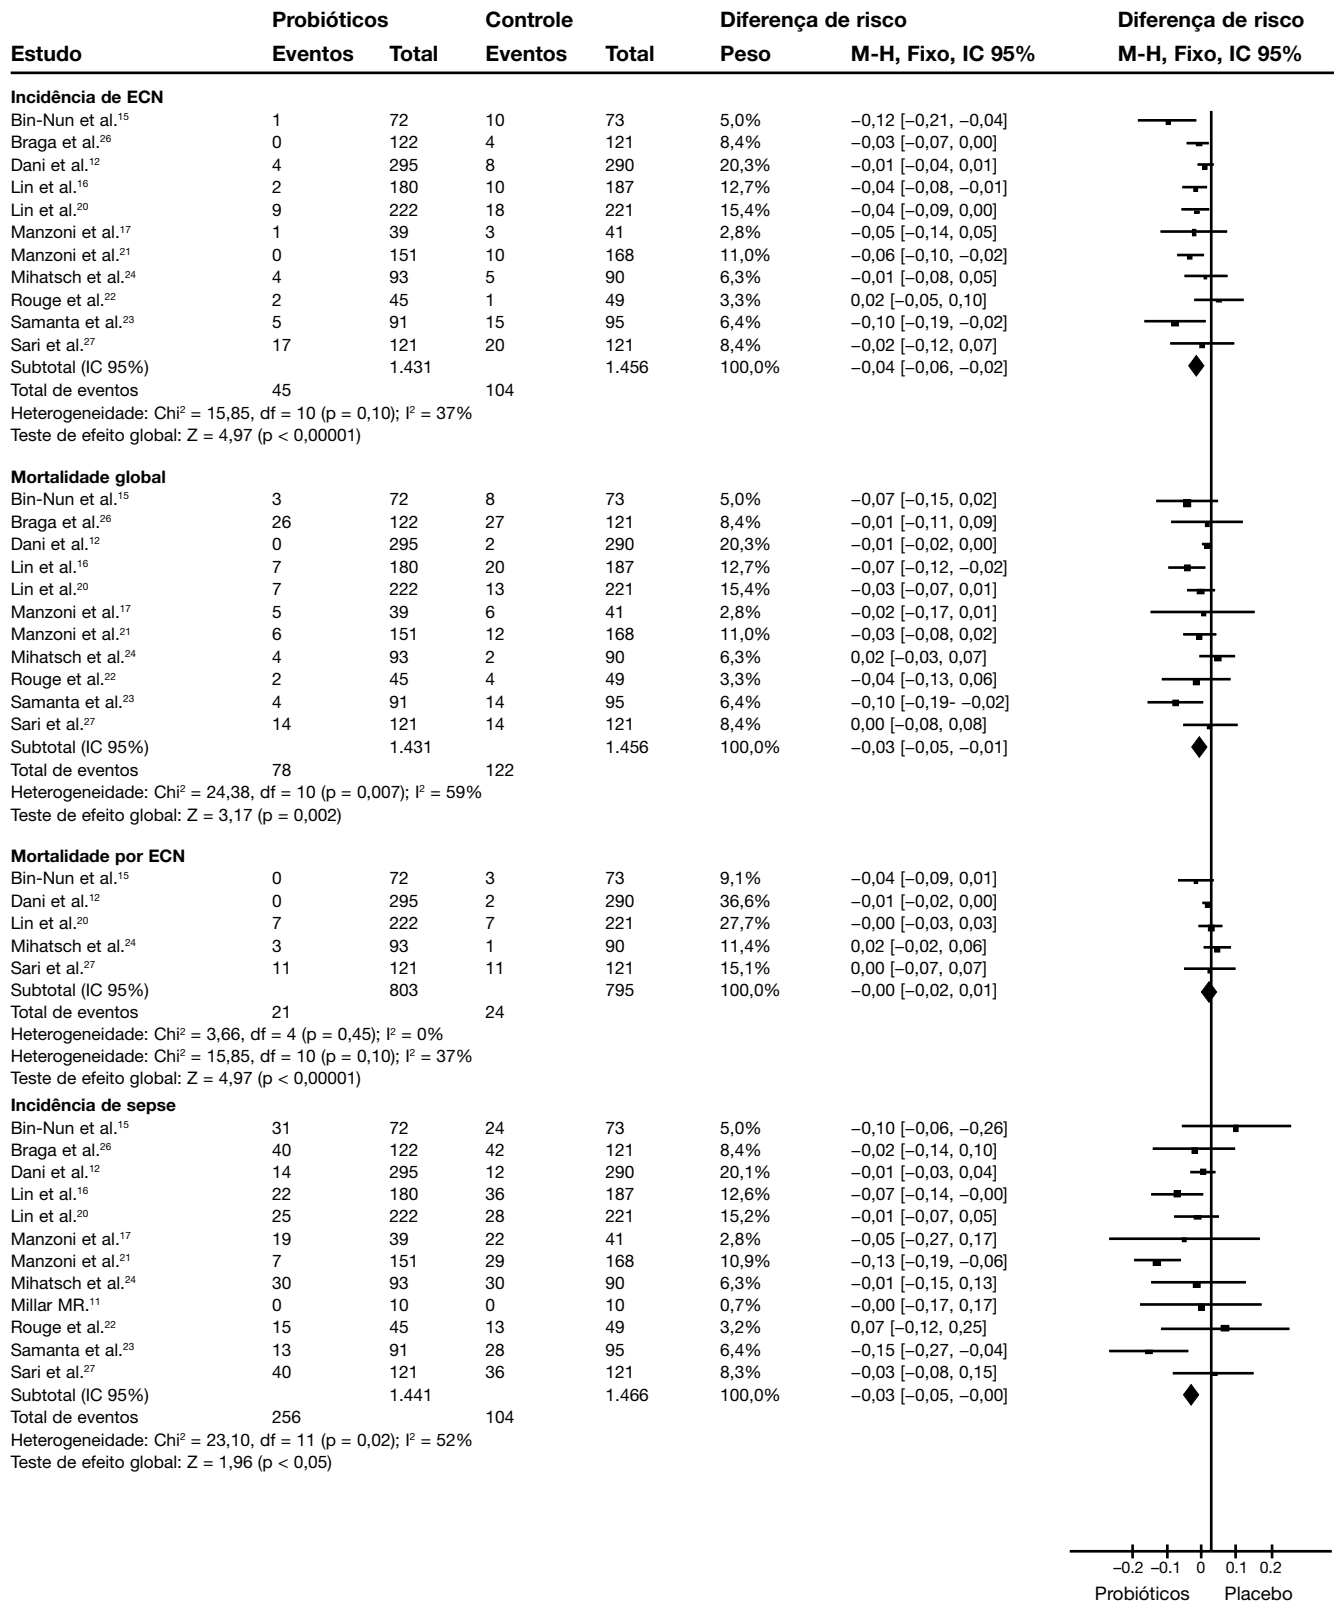 Probióticos Controle Diferença de risco Diferença de risco
Estudo Eventos Total Eventos Total Peso M-H, Fixo, IC 95% M-H, Fixo, IC 95%
Incidência de ECN
Bin-Nun et al.¹⁵ 1 72 10 73 5,0% −0,12 [−0,21, −0,04]
Braga et al.²⁶ 0 122 4 121 8,4% −0,03 [−0,07, 0,00]
Dani et al.¹² 4 295 8 290 20,3% −0,01 [−0,04, 0,01]
Lin et al.¹⁶ 2 180 10 187 12,7% −0,04 [−0,08, −0,01]
Lin et al.²⁰ 9 222 18 221 15,4% −0,04 [−0,09, 0,00]
Manzoni et al.¹⁷ 1 39 3 41 2,8% −0,05 [−0,14, 0,05]
Manzoni et al.²¹ 0 151 10 168 11,0% −0,06 [−0,10, −0,02]
Mihatsch et al.²⁴ 4 93 5 90 6,3% −0,01 [−0,08, 0,05]
Rouge et al.²² 2 45 1 49 3,3% 0,02 [−0,05, 0,10]
Samanta et al.²³ 5 91 15 95 6,4% −0,10 [−0,19, −0,02]
Sari et al.²⁷ 17 121 20 121 8,4% −0,02 [−0,12, 0,07]
Subtotal (IC 95%) 1.431 1.456 100,0% −0,04 [−0,06, −0,02]
Total de eventos 45 104
Heterogeneidade: Chi² = 15,85, df = 10 (p = 0,10); I² = 37%
Teste de efeito global: Z = 4,97 (p < 0,00001)
Mortalidade global
Bin-Nun et al.¹⁵ 3 72 8 73 5,0% −0,07 [−0,15, 0,02]
Braga et al.²⁶ 26 122 27 121 8,4% −0,01 [−0,11, 0,09]
Dani et al.¹² 0 295 2 290 20,3% −0,01 [−0,02, 0,00]
Lin et al.¹⁶ 7 180 20 187 12,7% −0,07 [−0,12, −0,02]
Lin et al.²⁰ 7 222 13 221 15,4% −0,03 [−0,07, 0,01]
Manzoni et al.¹⁷ 5 39 6 41 2,8% −0,02 [−0,17, 0,01]
Manzoni et al.²¹ 6 151 12 168 11,0% −0,03 [−0,08, 0,02]
Mihatsch et al.²⁴ 4 93 2 90 6,3% 0,02 [−0,03, 0,07]
Rouge et al.²² 2 45 4 49 3,3% −0,04 [−0,13, 0,06]
Samanta et al.²³ 4 91 14 95 6,4% −0,10 [−0,19- −0,02]
Sari et al.²⁷ 14 121 14 121 8,4% 0,00 [−0,08, 0,08]
Subtotal (IC 95%) 1.431 1.456 100,0% −0,03 [−0,05, −0,01]
Total de eventos 78 122
Heterogeneidade: Chi² = 24,38, df = 10 (p = 0,007); I² = 59%
Teste de efeito global: Z = 3,17 (p = 0,002)
Mortalidade por ECN
Bin-Nun et al.¹⁵ 0 72 3 73 9,1% −0,04 [−0,09, 0,01]
Dani et al.¹² 0 295 2 290 36,6% −0,01 [−0,02, 0,00]
Lin et al.²⁰ 7 222 7 221 27,7% −0,00 [−0,03, 0,03]
Mihatsch et al.²⁴ 3 93 1 90 11,4% 0,02 [−0,02, 0,06]
Sari et al.²⁷ 11 121 11 121 15,1% 0,00 [−0,07, 0,07]
Subtotal (IC 95%) 803 795 100,0% −0,00 [−0,02, 0,01]
Total de eventos 21 24
Heterogeneidade: Chi² = 3,66, df = 4 (p = 0,45); I² = 0%
Heterogeneidade: Chi² = 15,85, df = 10 (p = 0,10); I² = 37%
Teste de efeito global: Z = 4,97 (p < 0,00001)
Incidência de sepse
Bin-Nun et al.¹⁵ 31 72 24 73 5,0% −0,10 [−0,06, −0,26]
Braga et al.²⁶ 40 122 42 121 8,4% −0,02 [−0,14, 0,10]
Dani et al.¹² 14 295 12 290 20,1% −0,01 [−0,03, 0,04]
Lin et al.¹⁶ 22 180 36 187 12,6% −0,07 [−0,14, −0,00]
Lin et al.²⁰ 25 222 28 221 15,2% −0,01 [−0,07, 0,05]
Manzoni et al.¹⁷ 19 39 22 41 2,8% −0,05 [−0,27, 0,17]
Manzoni et al.²¹ 7 151 29 168 10,9% −0,13 [−0,19, −0,06]
Mihatsch et al.²⁴ 30 93 30 90 6,3% −0,01 [−0,15, 0,13]
Millar MR.¹¹ 0 10 0 10 0,7% −0,00 [−0,17, 0,17]
Rouge et al.²² 15 45 13 49 3,2% 0,07 [−0,12, 0,25]
Samanta et al.²³ 13 91 28 95 6,4% −0,15 [−0,27, −0,04]
Sari et al.²⁷ 40 121 36 121 8,3% −0,03 [−0,08, 0,15]
Subtotal (IC 95%) 1.441 1.466 100,0% −0,03 [−0,05, −0,00]
Total de eventos 256 104
Heterogeneidade: Chi² = 23,10, df = 11 (p = 0,02); I² = 52%
Teste de efeito global: Z = 1,96 (p < 0,05)
−0.2 −0.1 0 0.1 0.2
Probióticos Placebo